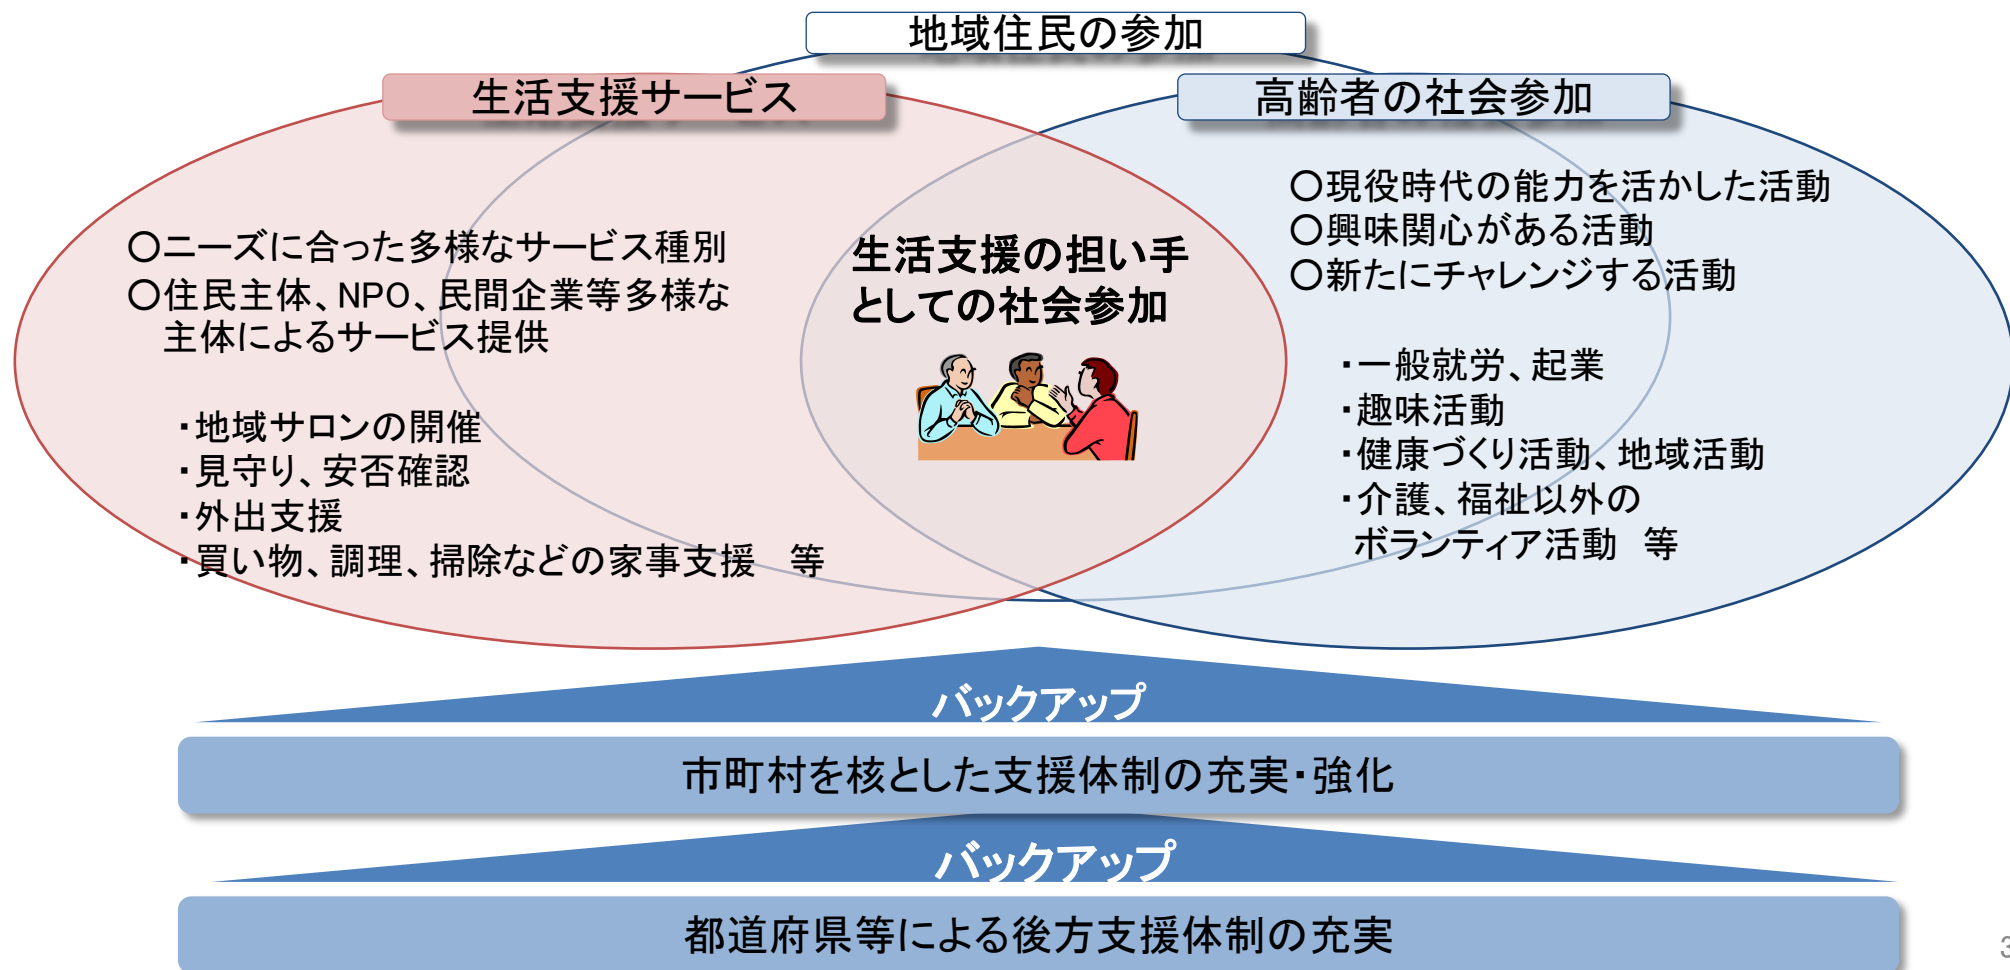 地域住民の参加
生活支援サービス
高齢者の社会参加
〇ニーズに合った多様なサービス種別
〇住民主体、NPO、民間企業等多様な
主体によるサービス提供
・地域サロンの開催
・見守り、安否確認
・外出支援
・買い物、調理、掃除などの家事支援　等
生活支援の担い手
としての社会参加
〇現役時代の能力を活かした活動
〇興味関心がある活動
〇新たにチャレンジする活動
・一般就労、起業
・趣味活動
・健康づくり活動、地域活動
・介護、福祉以外の
ボランティア活動　等
バックアップ
市町村を核とした支援体制の充実・強化
バックアップ
都道府県等による後方支援体制の充実
3